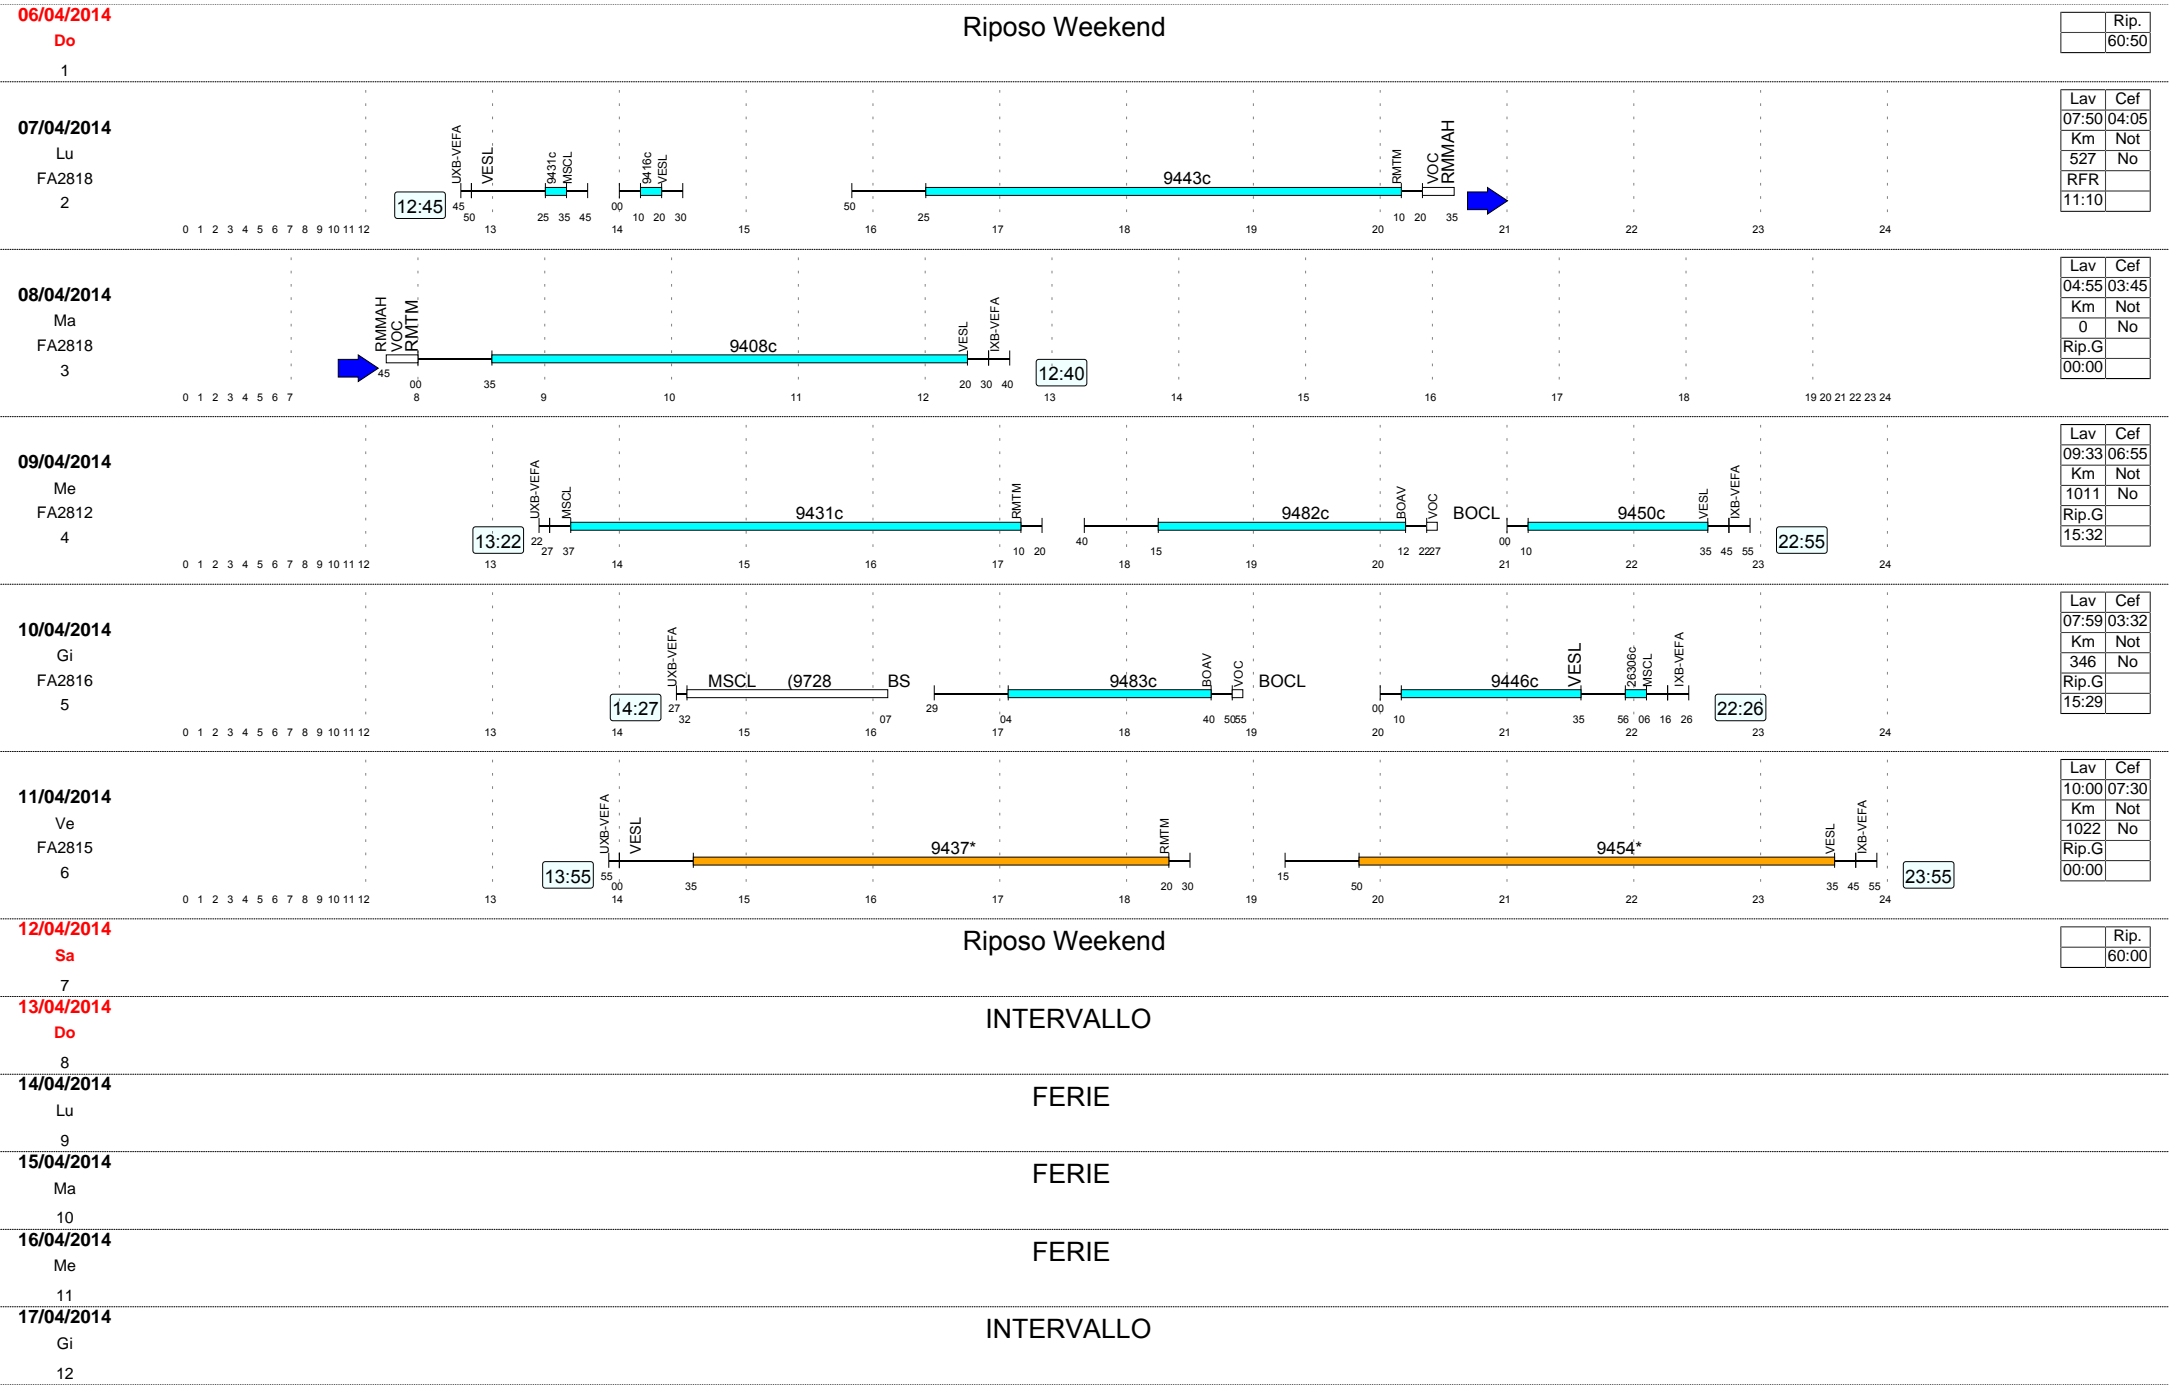 06/04/2014
Do
1
Riposo Weekend
Rip.
60:50
07/04/2014
Lu
FA2818
2
12:45
UXB-VEFA VESL 9431c MSCL 9416c VESL 9443c RMTM VOC RMMAH
45 50 25 35 45 00 10 20 30 50 25 10 20 35
0 1 2 3 4 5 6 7 8 9 10 11 12 13 14 15 16 17 18 19 20 21 22 23 24
Lav Cef
07:50 04:05
Km Not
527 No
RFR
11:10
08/04/2014
Ma
FA2818
3
RMMAH VOC RMTM 9408c VESL IXB-VEFA
45 00 35 20 30 40
12:40
0 1 2 3 4 5 6 7 8 9 10 11 12 13 14 15 16 17 18 19 20 21 22 23 24
Lav Cef
04:55 03:45
Km Not
0 No
Rip.G
00:00
09/04/2014
Me
FA2812
4
13:22
UXB-VEFA MSCL 9431c RMTM 9482c BOAV VOC BOCL 9450c VESL IXB-VEFA
22 27 37 10 20 40 15 12 22 27 00 10 35 45 55
22:55
0 1 2 3 4 5 6 7 8 9 10 11 12 13 14 15 16 17 18 19 20 21 22 23 24
Lav Cef
09:33 06:55
Km Not
1011 No
Rip.G
15:32
10/04/2014
Gi
FA2816
5
14:27
UXB-VEFA MSCL (9728 BS 9483c BOAV VOC BOCL 9446c VESL 26306c MSCL IXB-VEFA
27 32 07 29 04 40 50 55 00 10 35 56 06 16 26
22:26
0 1 2 3 4 5 6 7 8 9 10 11 12 13 14 15 16 17 18 19 20 21 22 23 24
Lav Cef
07:59 03:32
Km Not
346 No
Rip.G
15:29
11/04/2014
Ve
FA2815
6
13:55
UXB-VEFA VESL 9437* RMTM 9454* VESL IXB-VEFA
55 00 35 20 30 15 50 35 45 55
23:55
0 1 2 3 4 5 6 7 8 9 10 11 12 13 14 15 16 17 18 19 20 21 22 23 24
Lav Cef
10:00 07:30
Km Not
1022 No
Rip.G
00:00
12/04/2014
Sa
7
Riposo Weekend
Rip.
60:00
13/04/2014
Do
8
INTERVALLO
14/04/2014
Lu
9
FERIE
15/04/2014
Ma
10
FERIE
16/04/2014
Me
11
FERIE
17/04/2014
Gi
12
INTERVALLO